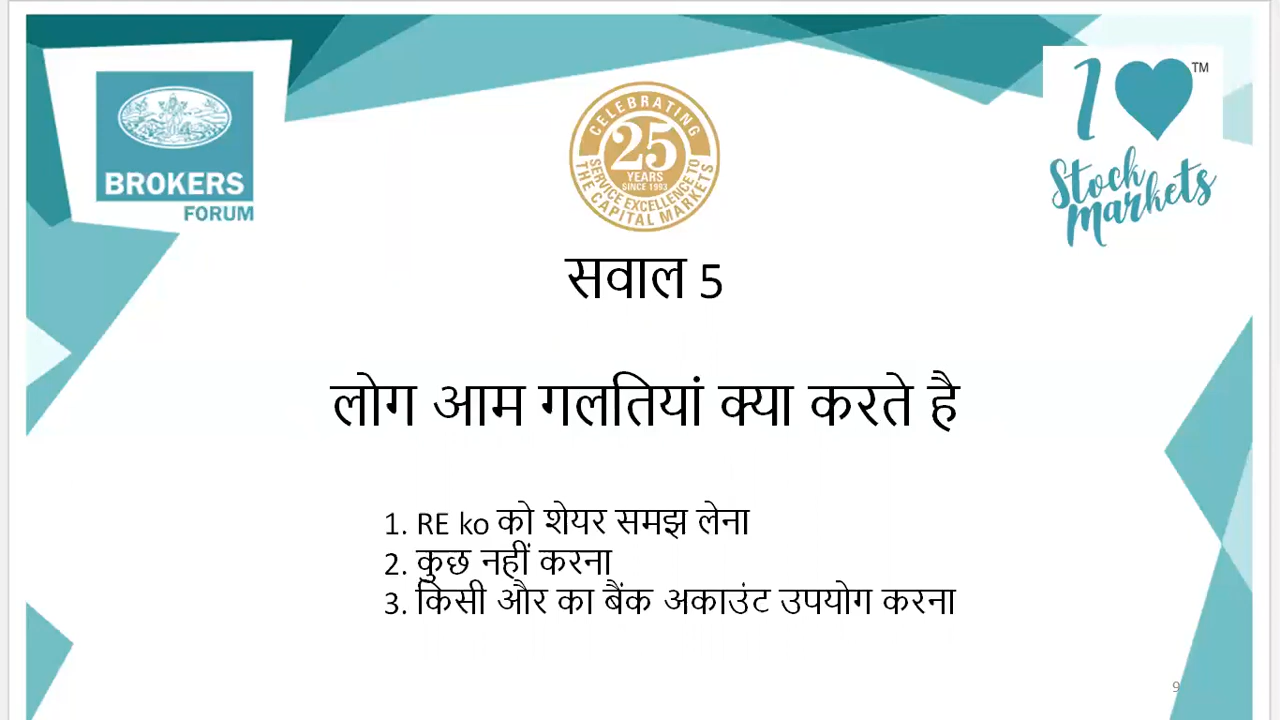 BROKERS
FORUM
CELEBRATING
25
YEARS
SINCE 1993
SERVICE EXCELLENCE TO
THE CAPITAL MARKETS
I
TM
Stock
Markets
सवाल 5
लोग आम गलतियां क्या करते है
1. RE ko को शेयर समझ लेना
2. कुछ नहीं करना
3. किसी और का बैंक अकाउंट उपयोग करना
9